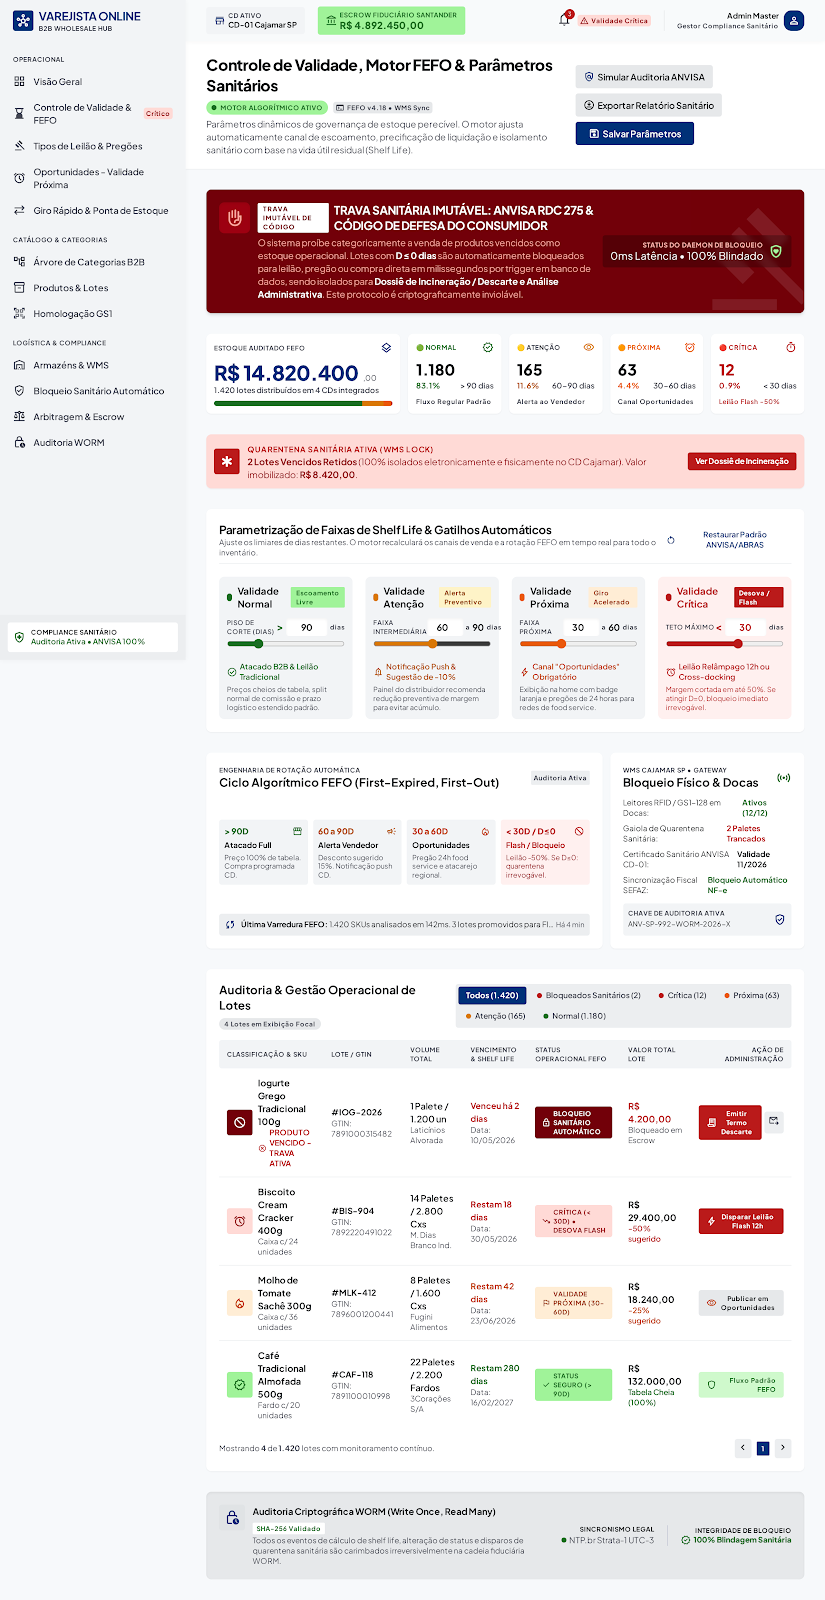 VAREJISTA ONLINE
B2B WHOLESALE HUB
OPERACIONAL
Visão Geral
Controle de Validade &
FEFO
Crítico
Tipos de Leilão & Pregões
Oportunidades - Validade
Próxima
Giro Rápido & Ponta de Estoque
CATÁLOGO & CATEGORIAS
Árvore de Categorias B2B
Produtos & Lotes
Homologação GS1
LOGÍSTICA & COMPLIANCE
Armazéns & WMS
Bloqueio Sanitário Automático
Arbitragem & Escrow
Auditoria WORM
COMPLIANCE SANITÁRIO
Auditoria Ativa • ANVISA 100%
CD ATIVO
CD-01 Cajamar SP
ESCROW FIDUCIÁRIO SANTANDER
R$ 4.892.450,00
3
Validade Crítica
Admin Master
Gestor Compliance Sanitário
Controle de Validade, Motor FEFO & Parâmetros
Sanitários
MOTOR ALGORÍTMICO ATIVO
FEFO v4.18 • WMS Sync
Parâmetros dinâmicos de governança de estoque perecível. O motor ajusta
automaticamente canal de escoamento, precificação de liquidação e isolamento
sanitário com base na vida útil residual (Shelf Life).
Simular Auditoria ANVISA
Exportar Relatório Sanitário
Salvar Parâmetros
TRAVA
IMUTÁVEL DE
CÓDIGO
TRAVA SANITÁRIA IMUTÁVEL: ANVISA RDC 275 &
CÓDIGO DE DEFESA DO CONSUMIDOR
O sistema proíbe categoricamente a venda de produtos vencidos como
estoque operacional. Lotes com D ≤ 0 dias são automaticamente bloqueados
para leilão, pregão ou compra direta em milissegundos por trigger em banco de
dados, sendo isolados para Dossiê de Incineração / Descarte e Análise
Administrativa. Este protocolo é criptograficamente inviolável.
STATUS DO DAEMON DE BLOQUEIO
0ms Latência • 100% Blindado
ESTOQUE AUDITADO FEFO
R$ 14.820.400 ,00
1.420 lotes distribuídos em 4 CDs integrados
NORMAL
1.180
83.1% > 90 dias
Fluxo Regular Padrão
ATENÇÃO
165
11.6% 60–90 dias
Alerta ao Vendedor
PRÓXIMA
63
4.4% 30–60 dias
Canal Oportunidades
CRÍTICA
12
0.9% < 30 dias
Leilão Flash -50%
QUARENTENA SANITÁRIA ATIVA (WMS LOCK)
2 Lotes Vencidos Retidos (100% isolados eletronicamente e fisicamente no CD Cajamar). Valor
imobilizado: R$ 8.420,00.
Ver Dossiê de Incineração
Parametrização de Faixas de Shelf Life & Gatilhos Automáticos
Ajuste os limiares de dias restantes. O motor recalculará os canais de venda e a rotação FEFO em tempo real para todo o
inventário.
Restaurar Padrão
ANVISA/ABRAS
Validade
Normal
Escoamento
Livre
PISO DE
CORTE (DIAS) > 90 dias
Atacado B2B & Leilão
Tradicional
Preços cheios de tabela, split
normal de comissão e prazo
logístico estendido padrão.
Validade
Atenção
Alerta
Preventivo
FAIXA
INTERMEDIÁRIA 60 a 90 dias
Notificação Push &
Sugestão de -10%
Painel do distribuidor recomenda
redução preventiva de margem
para evitar acúmulo.
Validade
Próxima
Giro
Acelerado
FAIXA
PRÓXIMA 30 a 60 dias
Canal "Oportunidades"
Obrigatório
Exibição na home com badge
laranja e pregões de 24 horas para
redes de food service.
Validade
Crítica
Desova /
Flash
TETO MÁXIMO < 30 dias
Leilão Relâmpago 12h ou
Cross-docking
Margem cortada em até 50%. Se
atingir D=0, bloqueio imediato
irrevogável.
ENGENHARIA DE ROTAÇÃO AUTOMÁTICA
Ciclo Algorítmico FEFO (First-Expired, First-Out)
Auditoria Ativa
> 90D
Atacado Full
Preço 100% de tabela.
Compra programada
CD.
60 a 90D
Alerta Vendedor
Desconto sugerido
15%. Notificação push
CD.
30 a 60D
Oportunidades
Pregão 24h food
service e atacarejo
regional.
< 30D / D≤0
Flash / Bloqueio
Leilão -50%. Se D≤0:
quarentena
irrevogável.
Última Varredura FEFO: 1.420 SKUs analisados em 142ms. 3 lotes promovidos para Fl... Há 4 min
WMS CAJAMAR SP • GATEWAY
Bloqueio Físico & Docas
Leitores RFID / GS1-128 em
Docas:
Ativos
(12/12)
Gaiola de Quarentena
Sanitária:
2 Paletes
Trancados
Certificado Sanitário ANVISA
CD-01:
Validade
11/2026
Sincronização Fiscal
SEFAZ:
Bloqueio Automático
NF-e
CHAVE DE AUDITORIA ATIVA
ANV-SP-992-WORM-2026-X
Auditoria & Gestão Operacional de
Lotes
4 Lotes em Exibição Focal
Todos (1.420)
Bloqueados Sanitários (2)
Crítica (12)
Próxima (63)
Atenção (165)
Normal (1.180)
CLASSIFICAÇÃO & SKU
LOTE / GTIN
VOLUME
TOTAL
VENCIMENTO
& SHELF LIFE
STATUS
OPERACIONAL FEFO
VALOR TOTAL
LOTE
AÇÃO DE
ADMINISTRAÇÃO
Iogurte
Grego
Tradicional
100g
PRODUTO
VENCIDO -
TRAVA
ATIVA
#IOG-2026
GTIN:
7891000315482
1 Palete /
1.200 un
Laticínios
Alvorada
Venceu há 2
dias
Data:
10/05/2026
BLOQUEIO
SANITÁRIO
AUTOMÁTICO
R$
4.200,00
Bloqueado em
Escrow
Emitir
Termo
Descarte
Biscoito
Cream
Cracker
400g
Caixa c/ 24
unidades
#BIS-904
GTIN:
7892220491022
14 Paletes
/ 2.800
Cxs
M. Dias
Branco Ind.
Restam 18
dias
Data:
30/05/2026
CRÍTICA (<
30D) •
DESOVA FLASH
R$
29.400,00
-50%
sugerido
Disparar Leilão
Flash 12h
Molho de
Tomate
Sachê 300g
Caixa c/ 36
unidades
#MLK-412
GTIN:
7896001200441
8 Paletes
/ 1.600
Cxs
Fugini
Alimentos
Restam 42
dias
Data:
23/06/2026
VALIDADE
PRÓXIMA (30-
60D)
R$
18.240,00
-25%
sugerido
Publicar em
Oportunidades
Café
Tradicional
Almofada
500g
Fardo c/ 20
unidades
#CAF-118
GTIN:
7891100010998
22 Paletes
/ 2.200
Fardos
3Corações
S/A
Restam 280
dias
Data:
16/02/2027
STATUS
SEGURO (>
90D)
R$
132.000,00
Tabela Cheia
(100%)
Fluxo Padrão
FEFO
Mostrando 4 de 1.420 lotes com monitoramento contínuo.
1
Auditoria Criptográfica WORM (Write Once, Read Many)
SHA-256 Validado
Todos os eventos de cálculo de shelf life, alteração de status e disparos de
quarentena sanitária são carimbados irreversivelmente na cadeia fiduciária
WORM.
SINCRONISMO LEGAL
NTP.br Strata-1 UTC-3
INTEGRIDADE DE BLOQUEIO
100% Blindagem Sanitária